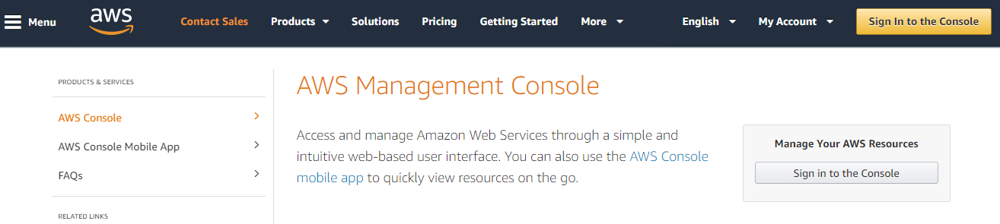 Menu
aws
Contact Sales
Products
Solutions
Pricing
Getting Started
More
English
My Account
Sign In to the Console
PRODUCTS & SERVICES
AWS Console
AWS Console Mobile App
FAQs
RELATED LINKS
AWS Management Console
Access and manage Amazon Web Services through a simple and
intuitive web-based user interface. You can also use the AWS Console
mobile app to quickly view resources on the go.
Manage Your AWS Resources
Sign in to the Console